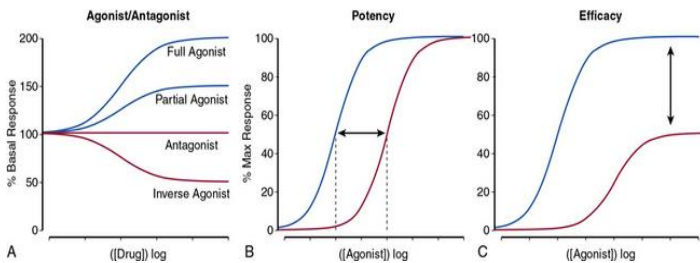 Agonist/Antagonist
200
150
100
50
0
% Basal Response
Full Agonist
Partial Agonist
Antagonist
Inverse Agonist
A
([Drug]) log
Potency
100
80
60
40
20
0
% Max Response
B
([Agonist]) log
Efficacy
100
80
60
40
20
0
C
([Agonist]) log